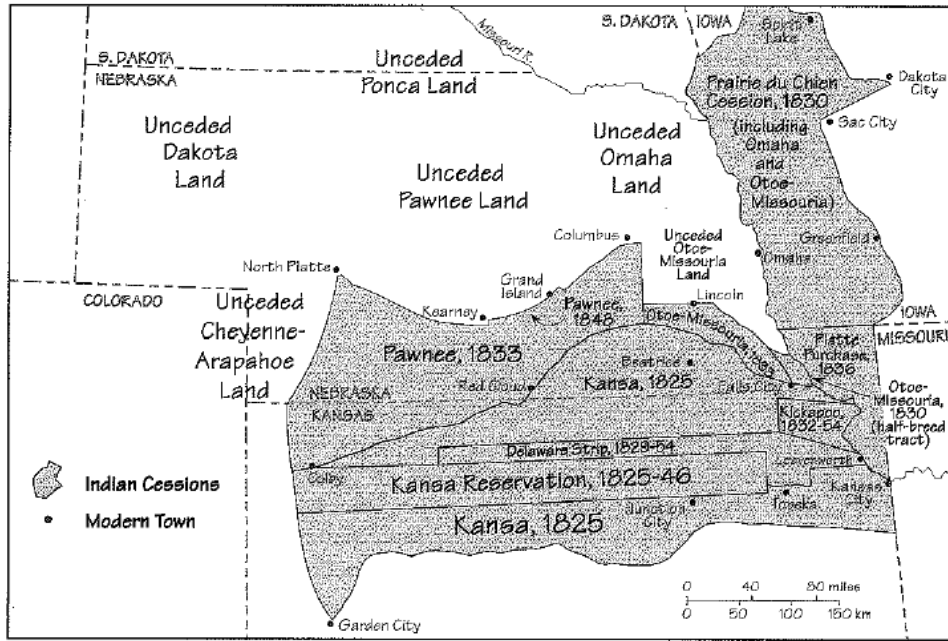 S. DAKOTA
NEBRASKA
Missouri R.
S. DAKOTA
IOWA
Spirit
Lake
Unceded
Ponca Land
Prairie du Chien
Cession, 1830
(including
Omaha
and
Otoe-
Missouria)
Dakota
City
Sac City
Unceded
Dakota
Land
Unceded
Pawnee Land
Unceded
Omaha
Land
Columbus
Unceded
Otoe-
Missouria
Land
Greenfield
Omaha
North Platte
Grand
Island
Lincoln
COLORADO
Unceded
Cheyenne-
Arapahoe
Land
Kearney
Pawnee,
1848
Otoe-Missouria, 1833
IOWA
MISSOURI
Platte
Purchase,
1836
Pawnee, 1833
Beatrice
Kansa, 1825
Red Cloud
Falls City
NEBRASKA
KANSAS
Otoe-
Missouria,
1830
(half-breed
tract)
Kickapoo,
1832-54
Delaware Strip, 1829-54
Leavenworth
Colby
Kansa Reservation, 1825-46
Kansas
City
Topeka
Junction
City
Kansa, 1825
Indian Cessions
Modern Town
0 40 80 miles
0 50 100 150 km
Garden City